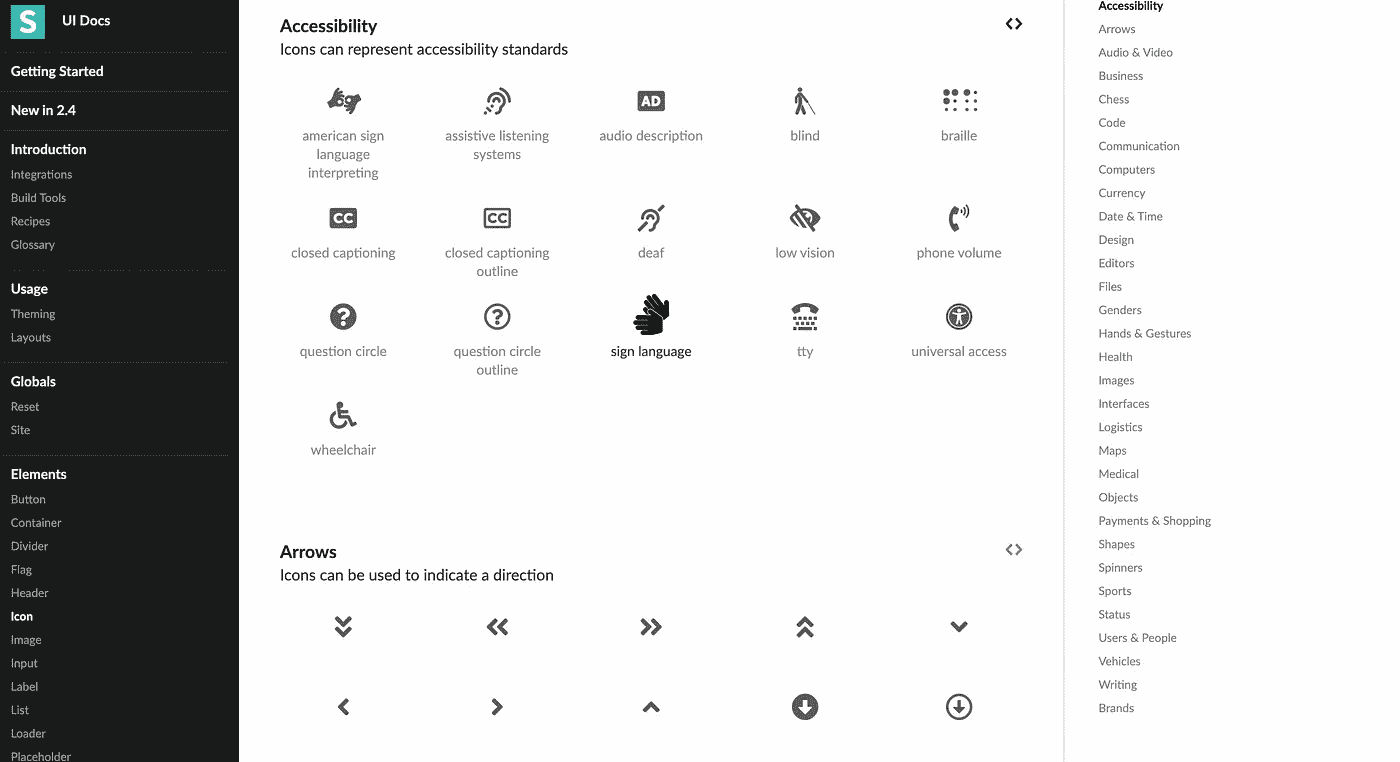 S
UI Docs
Getting Started
New in 2.4
Introduction
Integrations
Build Tools
Recipes
Glossary
Usage
Theming
Layouts
Globals
Reset
Site
Elements
Button
Container
Divider
Flag
Header
Icon
Image
Input
Label
List
Loader
Placeholder
Accessibility
Icons can represent accessibility standards
american sign
language
interpreting
assistive listening
systems
AD
audio description
blind
braille
CC
closed captioning
CC
closed captioning
outline
deaf
low vision
phone volume
?
question circle
?
question circle
outline
sign language
tty
universal access
wheelchair
Arrows
Icons can be used to indicate a direction
Accessibility
Arrows
Audio & Video
Business
Chess
Code
Communication
Computers
Currency
Date & Time
Design
Editors
Files
Genders
Hands & Gestures
Health
Images
Interfaces
Logistics
Maps
Medical
Objects
Payments & Shopping
Shapes
Spinners
Sports
Status
Users & People
Vehicles
Writing
Brands